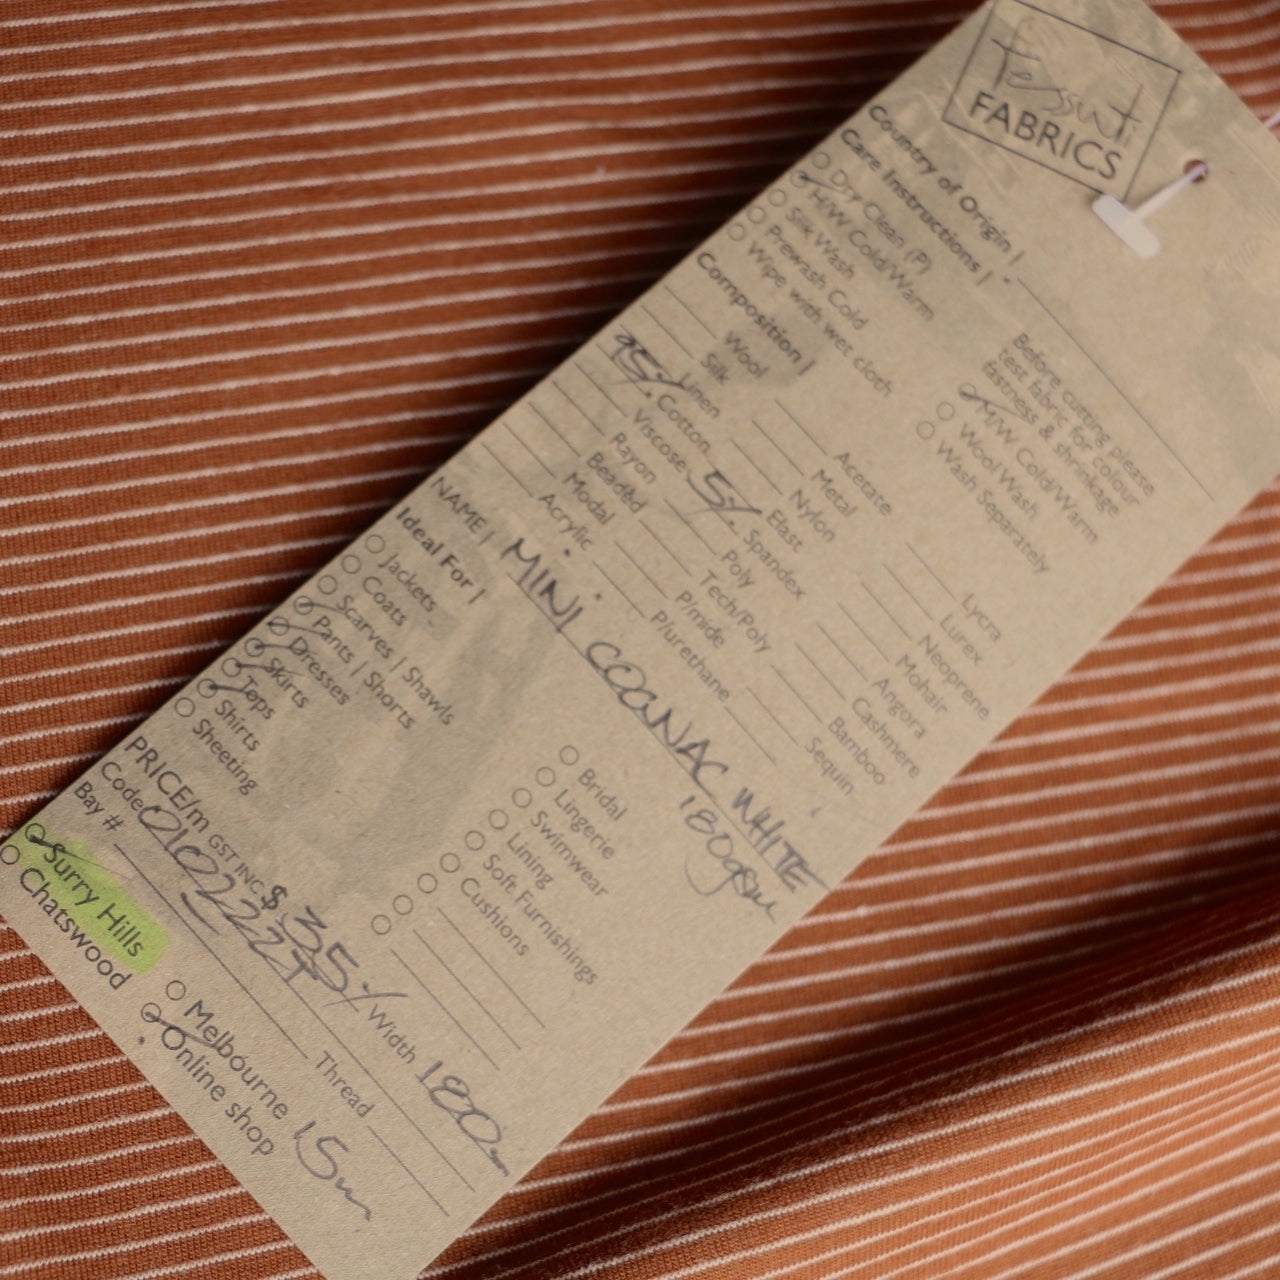 Tessuti
FABRICS
Country of Origin |
Care Instructions |
Dry Clean (P)
H/W Cold/Warm
Silk Wash
Prewash Cold
Wipe with wet cloth
Before cutting please
test fabric for colour
fastness & shrinkage
M/W Cold/Warm
Wool Wash
Wash Separately
Composition |
Wool
Silk
Linen
95% Cotton
Viscose
Rayon
Beaded
Modal
Acrylic
Acetate
Metal
Nylon
Elast
5% Spandex
Poly
Tech/Poly
P/mide
P/urethane
Lycra
Lurex
Neoprene
Mohair
Angora
Cashmere
Bamboo
Sequin
NAME | MINI COGNAC WHITE
180gsm
Ideal For |
Jackets
Coats
Scarves | Shawls
Pants | Shorts
Dresses
Skirts
Tops
Shirts
Sheeting
Bridal
Lingerie
Swimwear
Lining
Soft Furnishings
Cushions
PRICE/m GST INC. $ 35 Width 180
Code
Bay #
Thread
Surry Hills
Chatswood
Melbourne
Online shop
1.5m